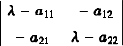 λ - a₁₁   - a₁₂
- a₂₁   λ - a₂₂